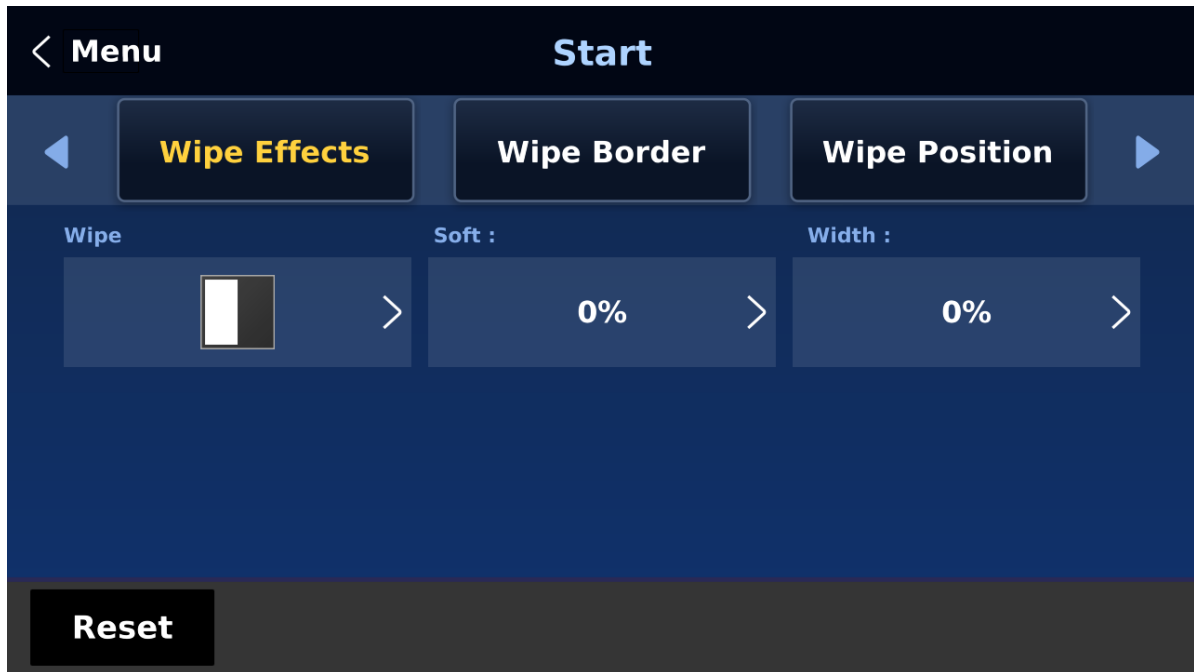 Menu
Start
Wipe Effects
Wipe Border
Wipe Position
Wipe
Soft :
Width :
0%
0%
Reset